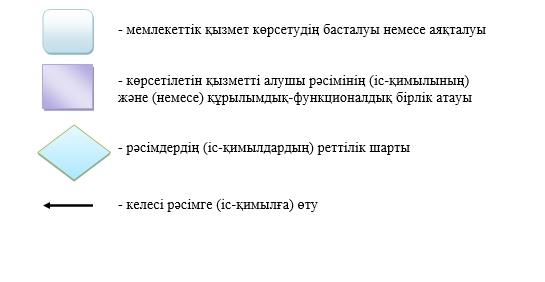 - мемлекеттік қызмет көрсетудің басталуы немесе аяқталуы
- көрсетілетін қызметті алушы рәсімінің (іс-қимылының)
және (немесе) құрылымдық-функционалдық бірлік атауы
- рәсімдердің (іс-қимылдардың) реттілік шарты
- келесі рәсімге (іс-қимылға) өту